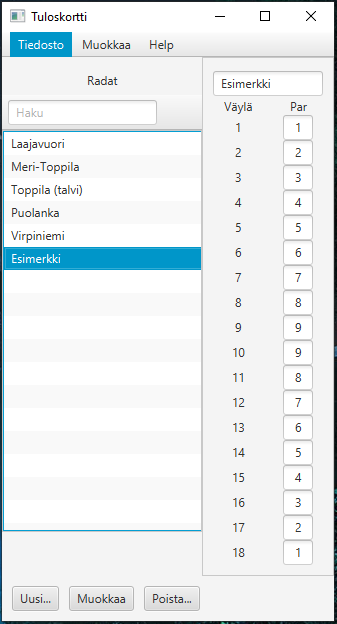 Tuloskortti
Tiedosto Muokkaa Help
Radat
Haku
Laajavuori
Meri-Toppila
Toppila (talvi)
Puolanka
Virpiniemi
Esimerkki
Uusi... Muokkaa Poista...
Esimerkki
Väylä Par
1 1
2 2
3 3
4 4
5 5
6 6
7 7
8 8
9 9
10 9
11 8
12 7
13 6
14 5
15 4
16 3
17 2
18 1